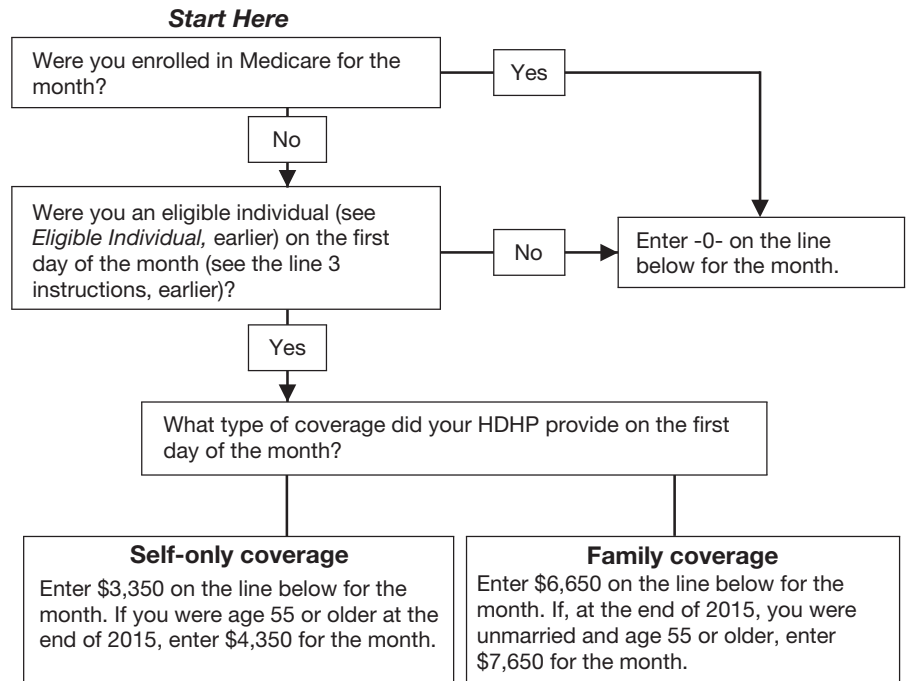 Start Here
Were you enrolled in Medicare for the
month?
Yes
No
Were you an eligible individual (see
Eligible Individual, earlier) on the first
day of the month (see the line 3
instructions, earlier)?
No
Enter -0- on the line
below for the month.
Yes
What type of coverage did your HDHP provide on the first
day of the month?
Self-only coverage
Enter $3,350 on the line below for the
month. If you were age 55 or older at the
end of 2015, enter $4,350 for the month.
Family coverage
Enter $6,650 on the line below for the
month. If, at the end of 2015, you were
unmarried and age 55 or older, enter
$7,650 for the month.